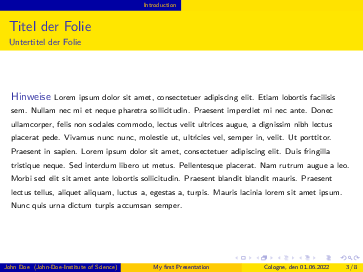 Introduction
Titel der Folie
Untertitel der Folie
Hinweise Lorem ipsum dolor sit amet, consectetuer adipiscing elit. Etiam lobortis facilisis
sem. Nullam nec mi et neque pharetra sollicitudin. Praesent imperdiet mi nec ante. Donec
ullamcorper, felis non sodales commodo, lectus velit ultrices augue, a dignissim nibh lectus
placerat pede. Vivamus nunc nunc, molestie ut, ultricies vel, semper in, velit. Ut porttitor.
Praesent in sapien. Lorem ipsum dolor sit amet, consectetuer adipiscing elit. Duis fringilla
tristique neque. Sed interdum libero ut metus. Pellentesque placerat. Nam rutrum augue a leo.
Morbi sed elit sit amet ante lobortis sollicitudin. Praesent blandit blandit mauris. Praesent
lectus tellus, aliquet aliquam, luctus a, egestas a, turpis. Mauris lacinia lorem sit amet ipsum.
Nunc quis urna dictum turpis accumsan semper.
John Doe (John-Doe-Institute of Science) My first Presentation Cologne, den 01.06.2022 3 / 8